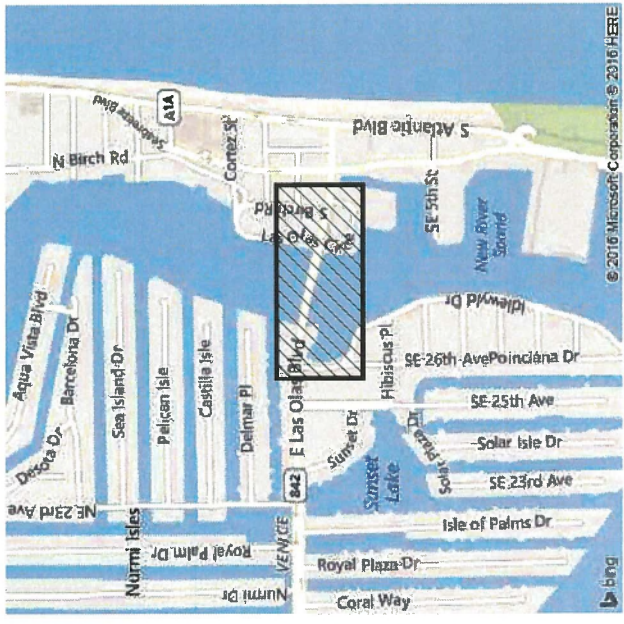 A1A
Seabreeze Blvd
N Birch Rd
Cortez St
S Atlantic Blvd
S Birch Rd
SE 5th St
New River
Sound
Idlewyld Dr
Aqua Vista Blvd
Barcelona Dr
Sea Island Dr
Pelican Isle
Castilla Isle
Delmar Pl
E Las Olas Blvd
Hibiscus Pl
SE 26th Ave
Poinciana Dr
SE 25th Ave
Desota Dr
Sunset Dr
Solar Plaza Dr
Solar Isle Dr
Sunset
Lake
SE 23rd Ave
NE 23rd Ave
842
Isle of Palms Dr
Nurmi Isles
Royal Palm Dr
VENICE
Royal Plaza Dr
Nurmi Dr
Coral Way
bing
© 2016 Microsoft Corporation © 2016 HERE